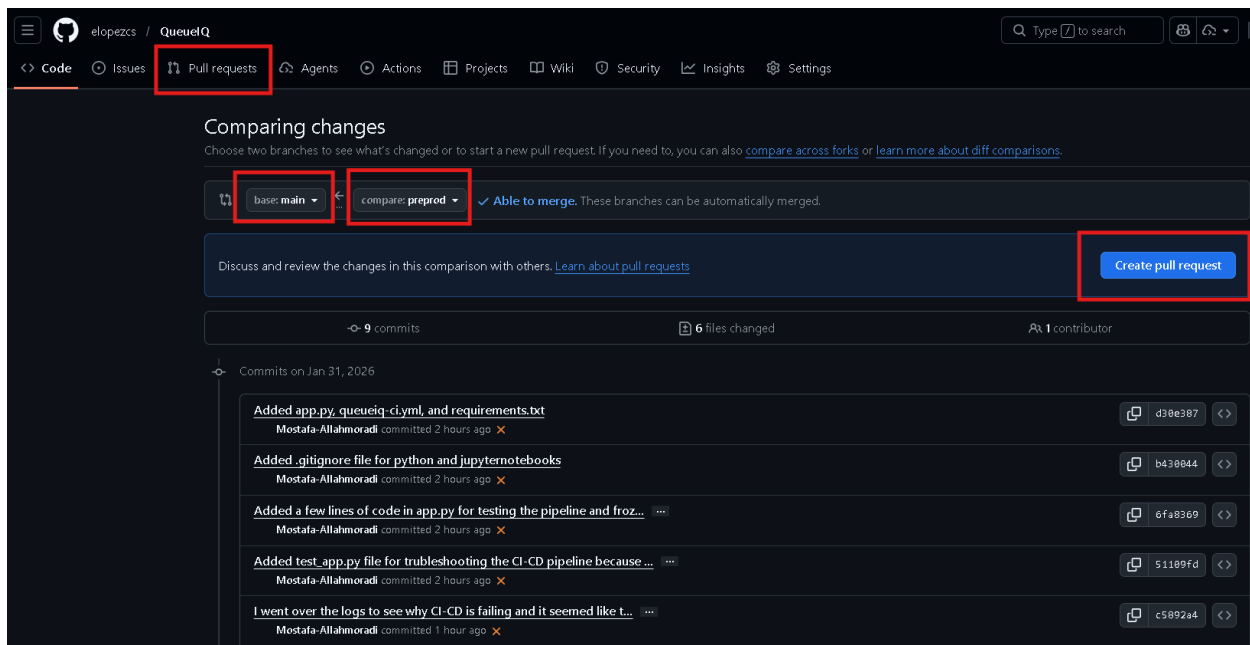 elopezcs / QueueIQ
Type / to search
Code Issues Pull requests Agents Actions Projects Wiki Security Insights Settings
Comparing changes
Choose two branches to see what's changed or to start a new pull request. If you need to, you can also compare across forks or learn more about diff comparisons.
base: main compare: preprod Able to merge. These branches can be automatically merged.
Discuss and review the changes in this comparison with others. Learn about pull requests
Create pull request
9 commits 6 files changed 1 contributor
Commits on Jan 31, 2026
Added app.py, queueiq-ci.yml, and requirements.txt
Mostafa-Allahmoradi committed 2 hours ago
d30e387
Added .gitignore file for python and jupyternotebooks
Mostafa-Allahmoradi committed 2 hours ago
b430044
Added a few lines of code in app.py for testing the pipeline and froz... ...
Mostafa-Allahmoradi committed 2 hours ago
6fa8369
Added test_app.py file for trubleshooting the CI-CD pipeline because ... ...
Mostafa-Allahmoradi committed 2 hours ago
51109fd
I went over the logs to see why CI-CD is failing and it seemed like t... ...
Mostafa-Allahmoradi committed 1 hour ago
c5892a4